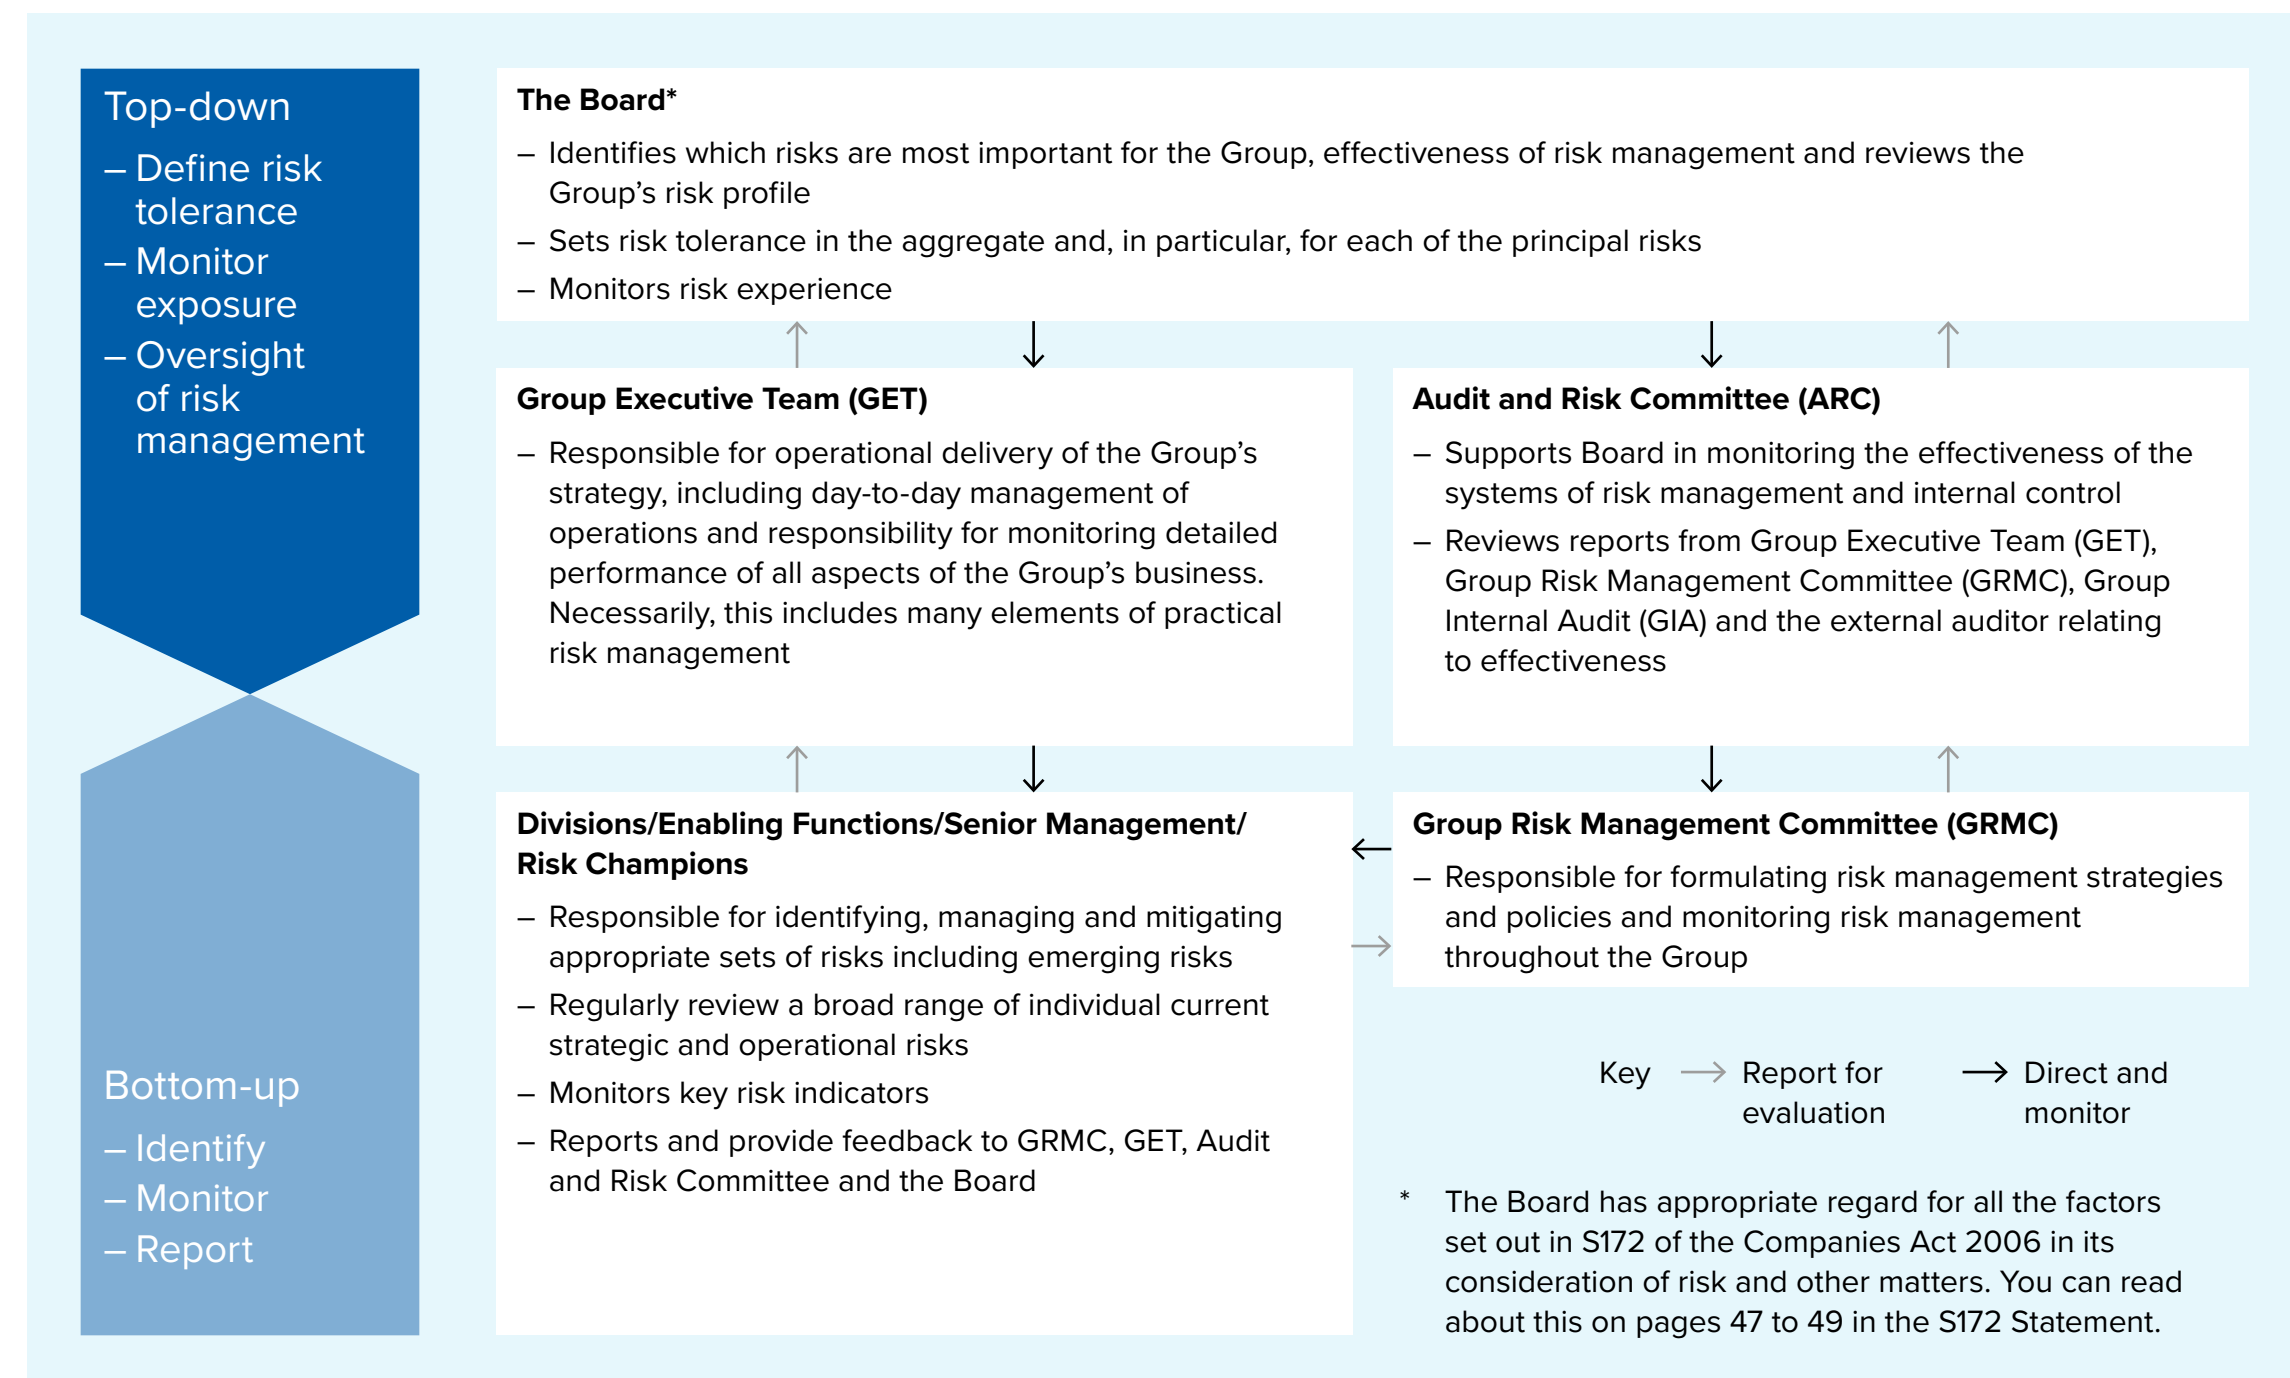 Top-down
– Define risk
tolerance
– Monitor
exposure
– Oversight
of risk
management
Bottom-up
– Identify
– Monitor
– Report
The Board*
– Identifies which risks are most important for the Group, effectiveness of risk management and reviews the
Group’s risk profile
– Sets risk tolerance in the aggregate and, in particular, for each of the principal risks
– Monitors risk experience
Group Executive Team (GET)
– Responsible for operational delivery of the Group’s
strategy, including day-to-day management of
operations and responsibility for monitoring detailed
performance of all aspects of the Group’s business.
Necessarily, this includes many elements of practical
risk management
Audit and Risk Committee (ARC)
– Supports Board in monitoring the effectiveness of the
systems of risk management and internal control
– Reviews reports from Group Executive Team (GET),
Group Risk Management Committee (GRMC), Group
Internal Audit (GIA) and the external auditor relating
to effectiveness
Divisions/Enabling Functions/Senior Management/
Risk Champions
– Responsible for identifying, managing and mitigating
appropriate sets of risks including emerging risks
– Regularly review a broad range of individual current
strategic and operational risks
– Monitors key risk indicators
– Reports and provide feedback to GRMC, GET, Audit
and Risk Committee and the Board
Group Risk Management Committee (GRMC)
– Responsible for formulating risk management strategies
and policies and monitoring risk management
throughout the Group
Key
Report for
evaluation
Direct and
monitor
* The Board has appropriate regard for all the factors
set out in S172 of the Companies Act 2006 in its
consideration of risk and other matters. You can read
about this on pages 47 to 49 in the S172 Statement.